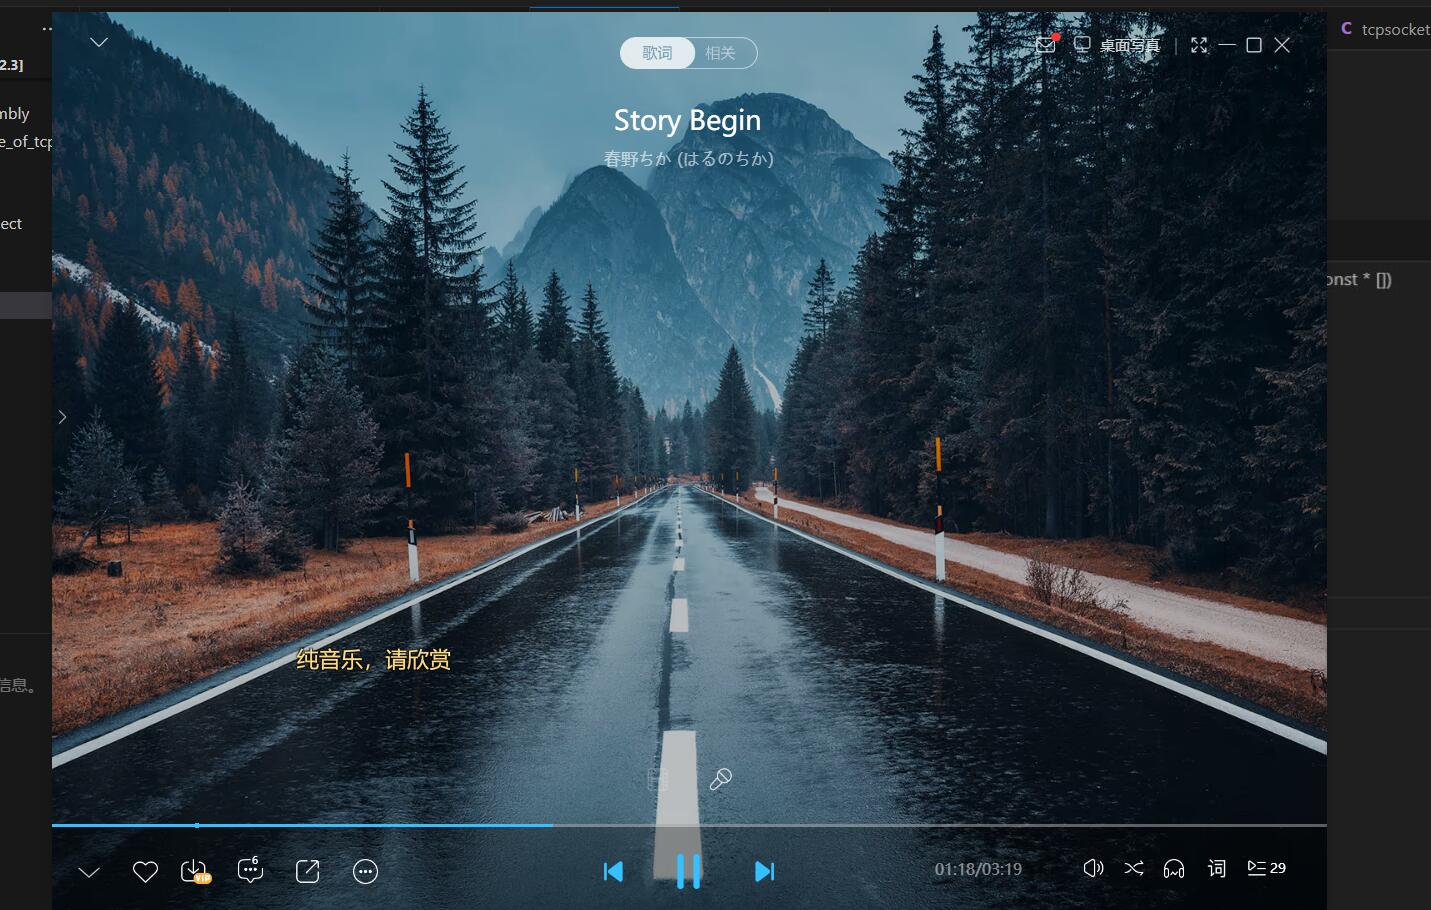 歌词 相关
桌面写真
tcpsocket
2.3]
Story Begin
mbly
e_of_tcp
春野ちか (はるのちか)
ect
onst * [])
纯音乐，请欣赏
信息。
6
VIP
01:18/03:19
词
29